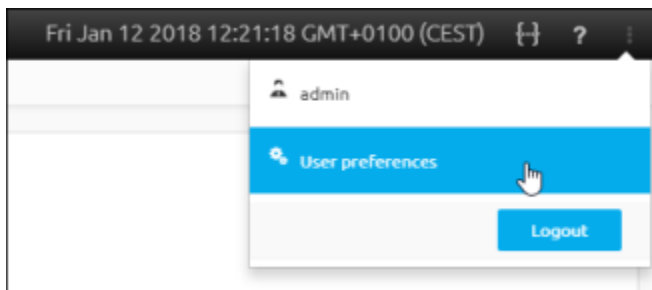 Fri Jan 12 2018 12:21:18 GMT+0100 (CEST) {-} ?
admin
User preferences
Logout